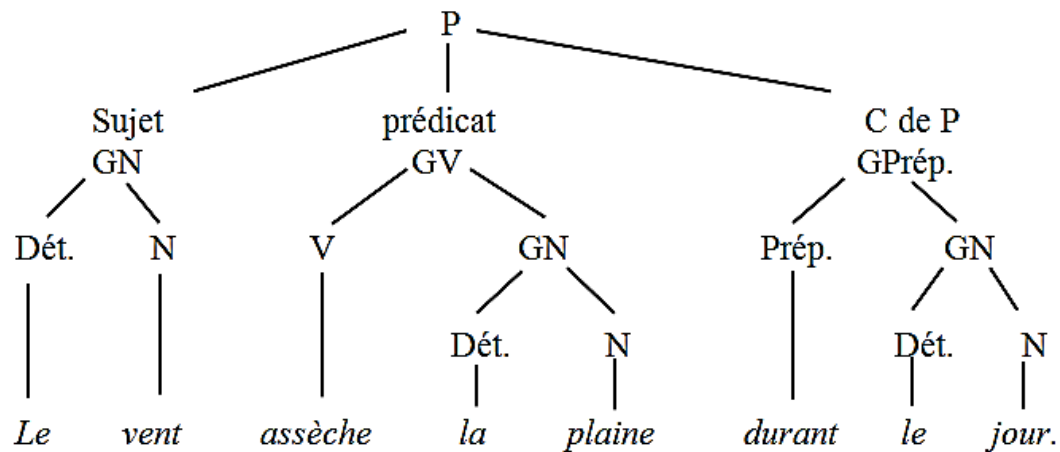 P
Sujet prédicat C de P
GN GV GPrép.
Dét. N V GN Prép. GN
Dét. N Dét. N
Le vent assèche la plaine durant le jour.